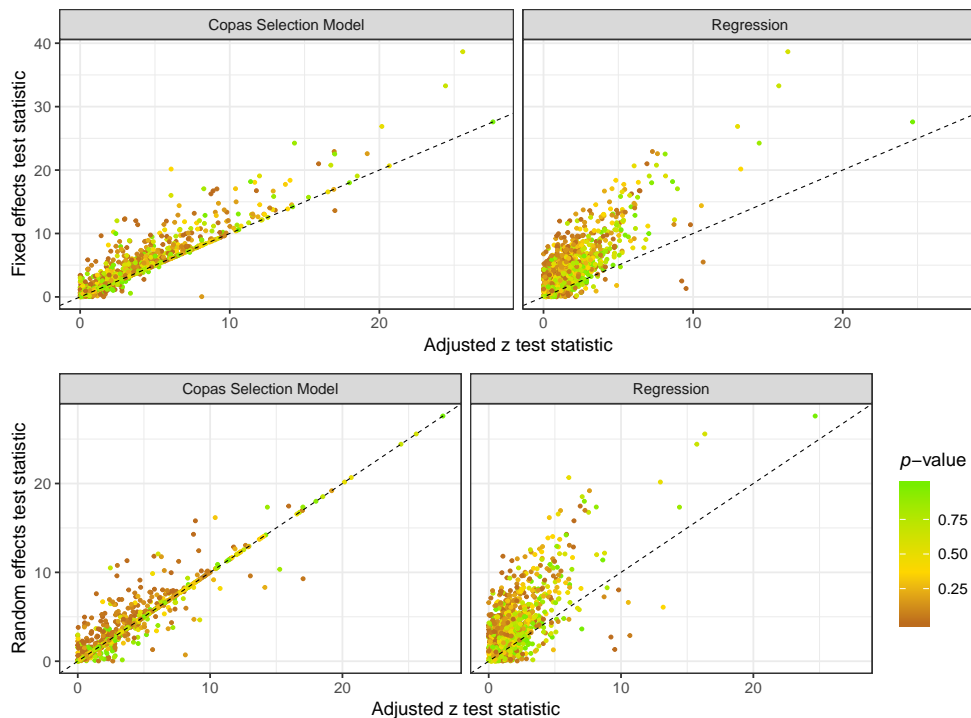 Copas Selection Model
Regression
Fixed effects test statistic
40
30
20
10
0
0
10
20
0
10
20
Adjusted z test statistic
Copas Selection Model
Regression
Random effects test statistic
20
10
0
0
10
20
0
10
20
Adjusted z test statistic
p−value
0.75
0.50
0.25